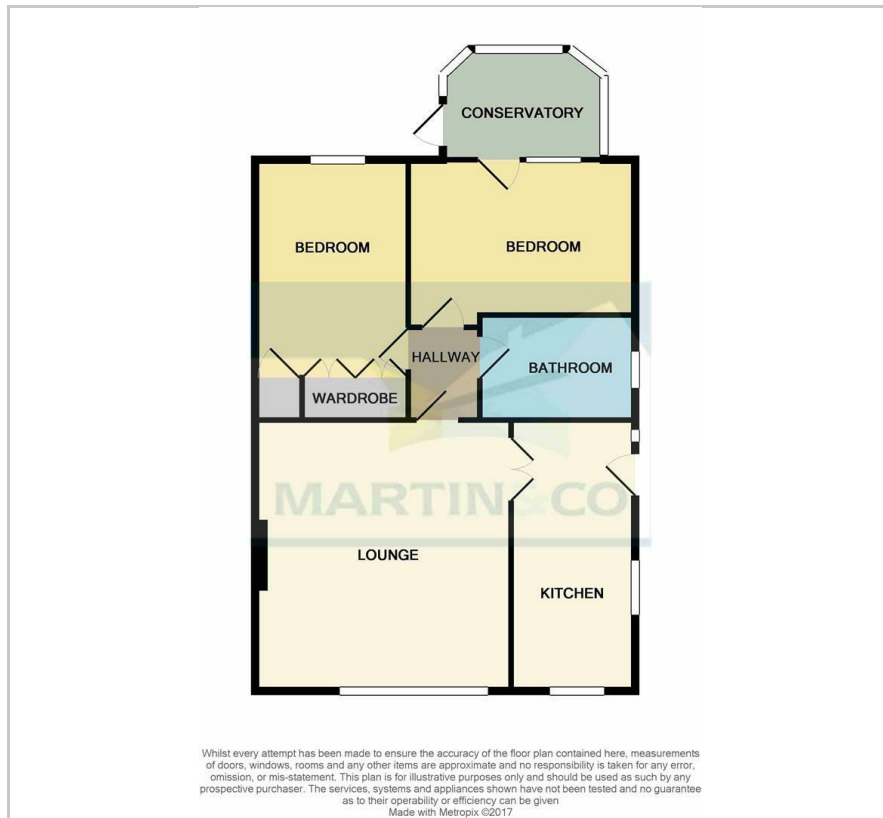 CONSERVATORY
BEDROOM
BEDROOM
HALLWAY
BATHROOM
WARDROBE
MARTIN&CO
LOUNGE
KITCHEN
Whilst every attempt has been made to ensure the accuracy of the floor plan contained here, measurements
of doors, windows, rooms and any other items are approximate and no responsibility is taken for any error,
omission, or mis-statement. This plan is for illustrative purposes only and should be used as such by any
prospective purchaser. The services, systems and appliances shown have not been tested and no guarantee
as to their operability or efficiency can be given
Made with Metropix ©2017